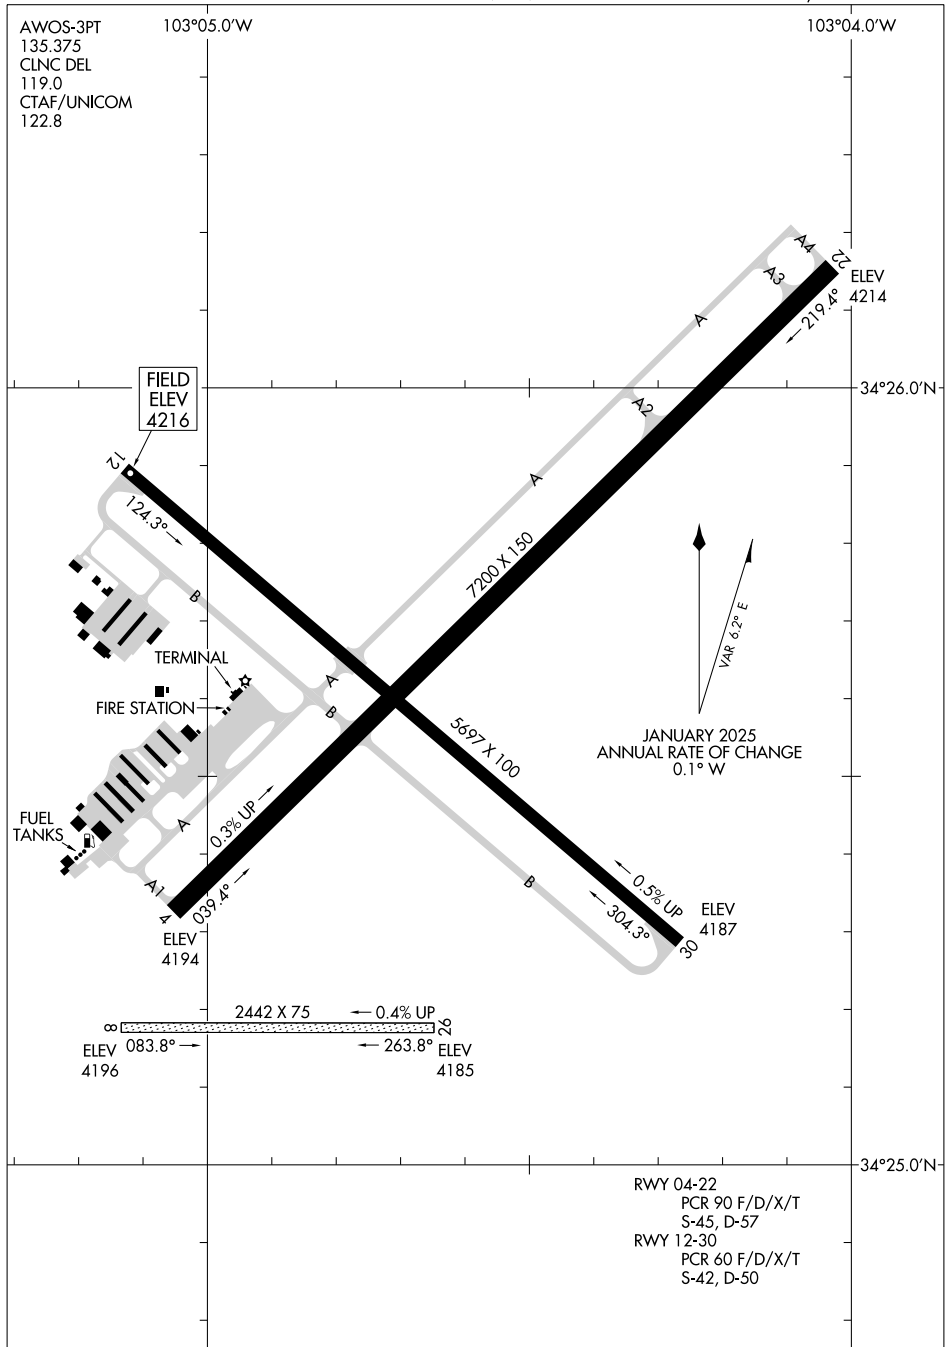 AWOS-3PT
135.375
CLNC DEL
119.0
CTAF/UNICOM
122.8
103°05.0'W
103°04.0'W
A4
22
A3
ELEV
4214
219.4°
A
34°26.0'N
FIELD
ELEV
4216
A2
12
A
124.3°
7200 X 150
B
VAR 6.2° E
TERMINAL
A
FIRE STATION
B
5697 X 100
JANUARY 2025
ANNUAL RATE OF CHANGE
0.1° W
FUEL
TANKS
A
0.3% UP
A1
039.4°
4
ELEV
4194
B
0.5% UP
304.3°
ELEV
4187
30
2442 X 75
0.4% UP
8
26
ELEV
4196
083.8°
263.8°
ELEV
4185
34°25.0'N
RWY 04-22
PCR 90 F/D/X/T
S-45, D-57
RWY 12-30
PCR 60 F/D/X/T
S-42, D-50